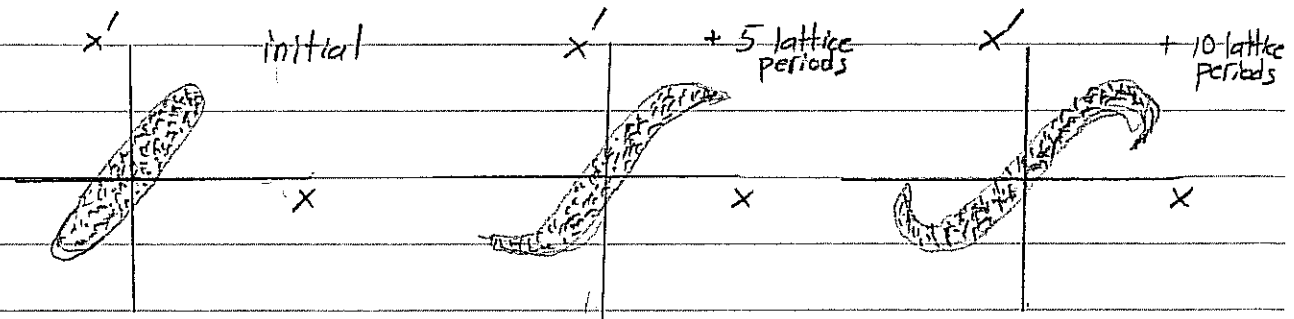 x' initial
x
x' + 5 lattice
periods
x
x' + 10 lattice
periods
x